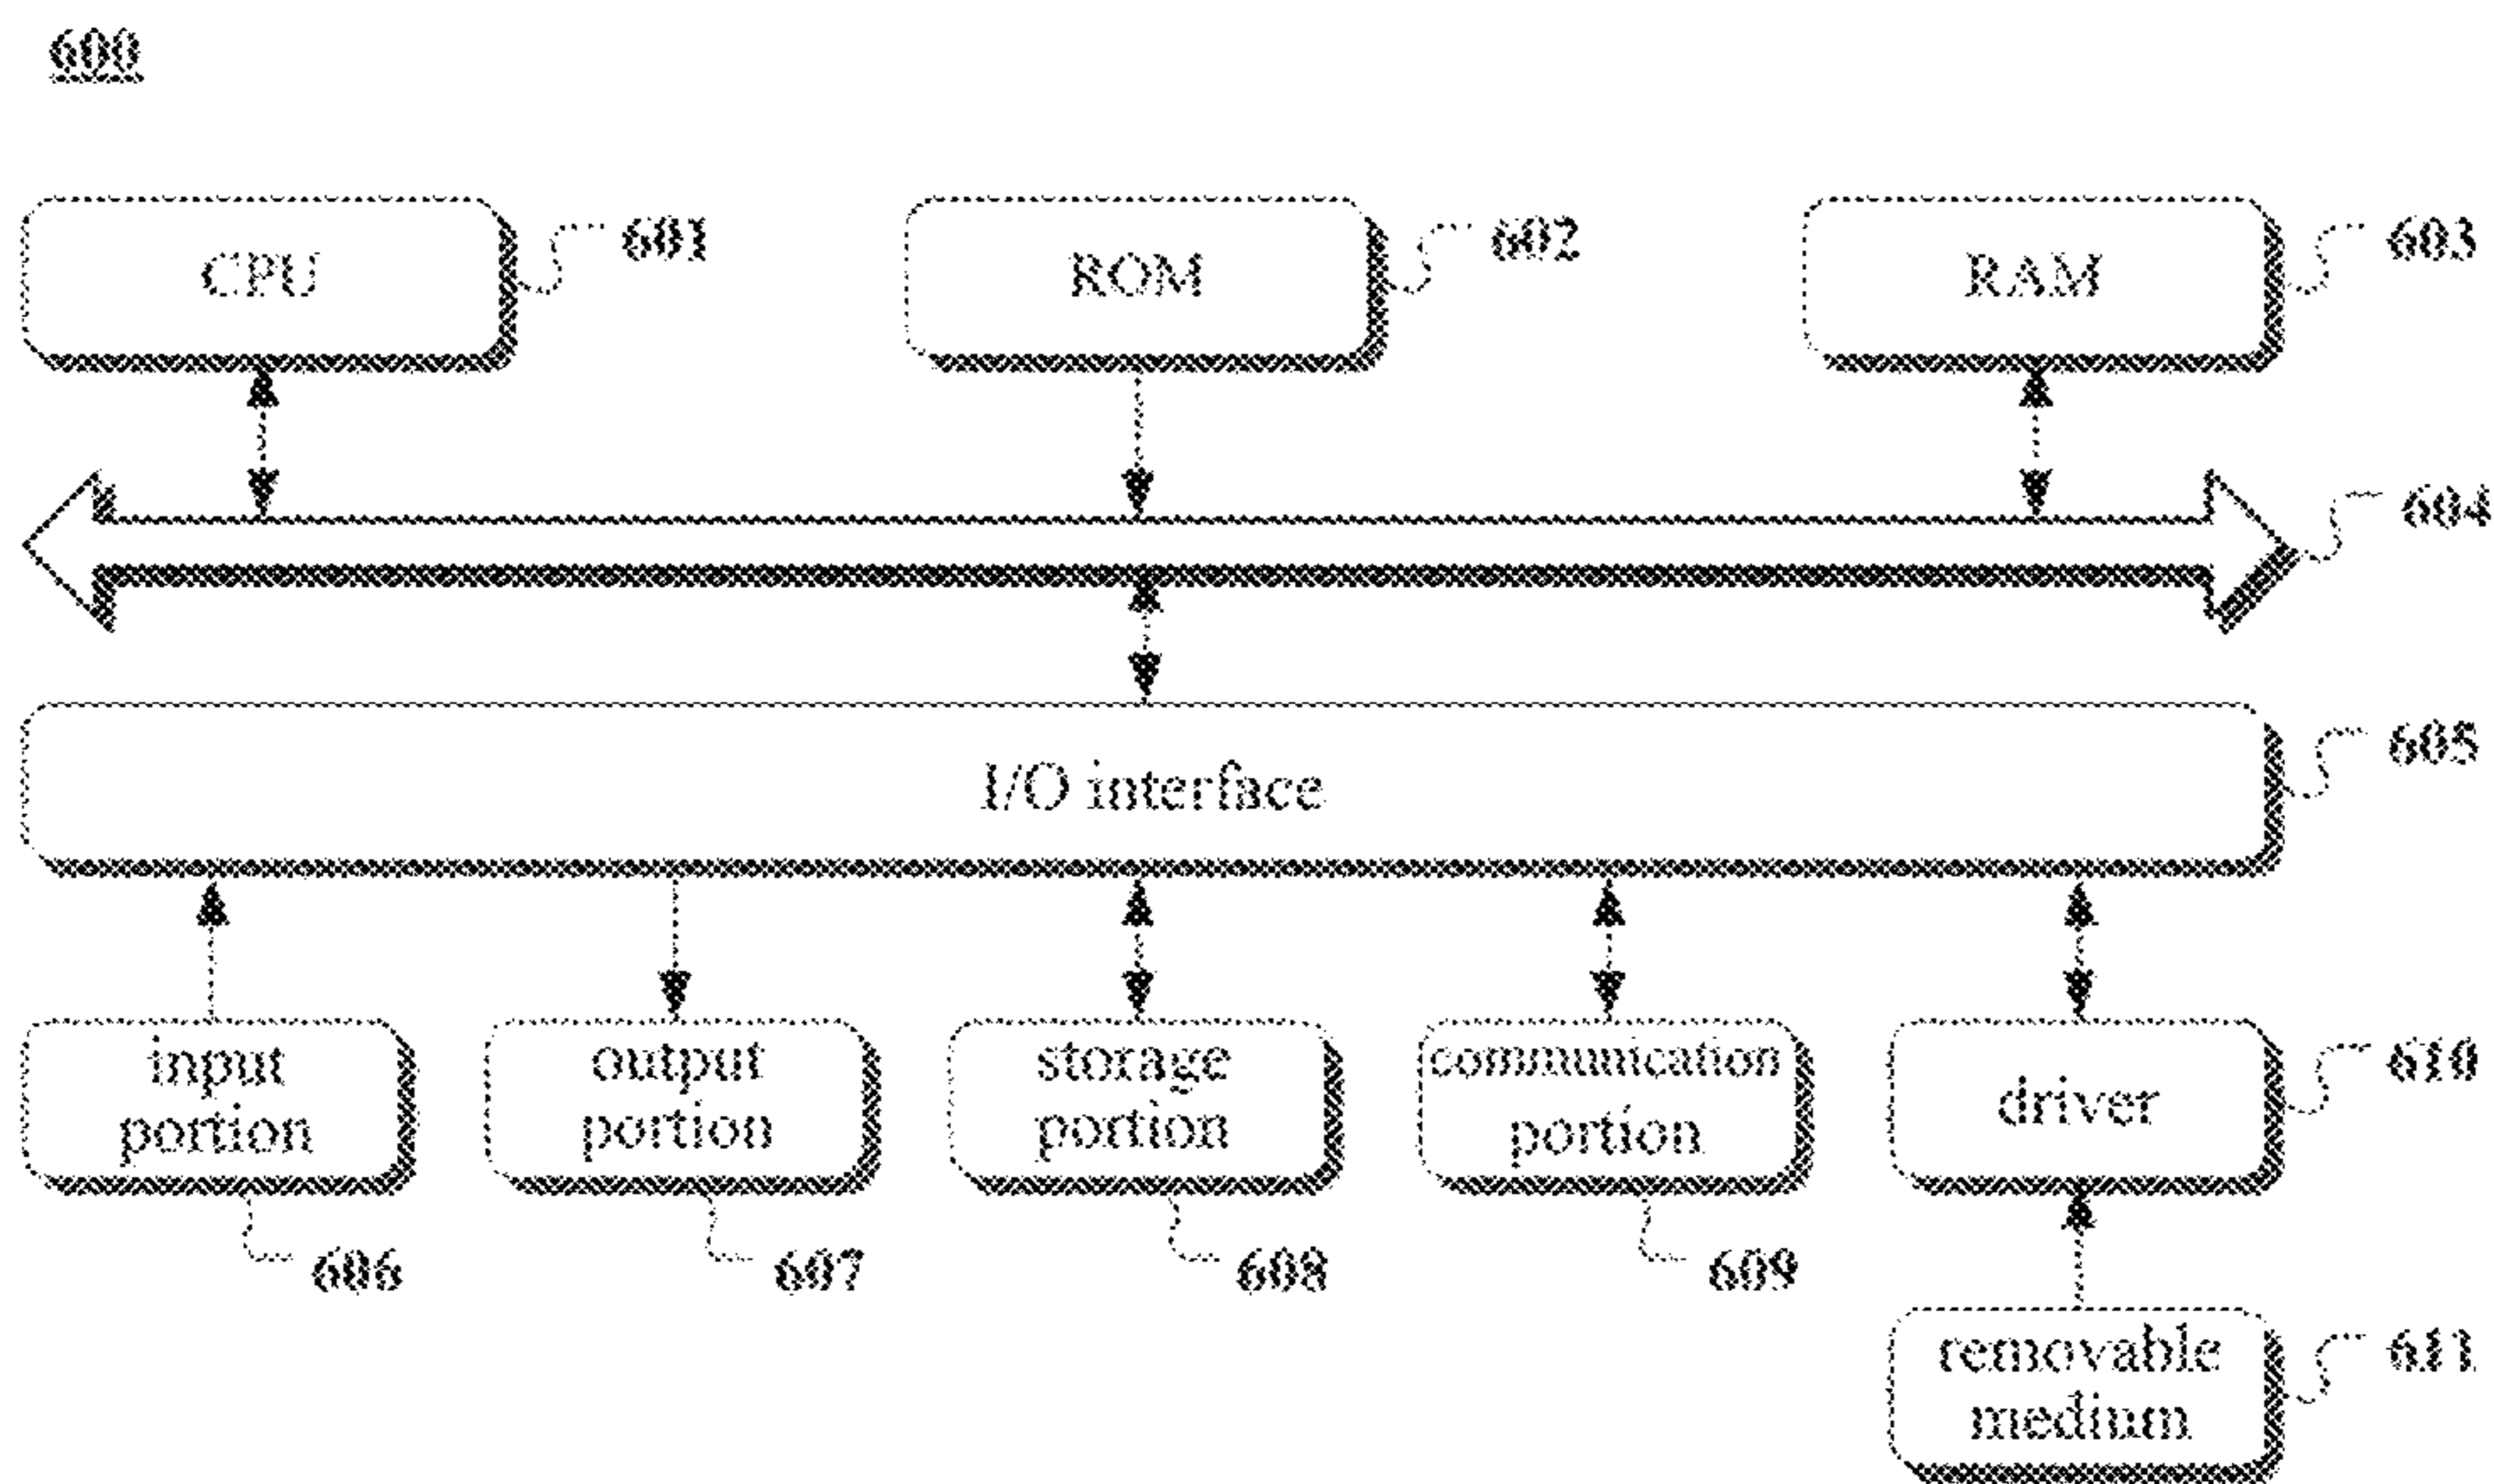 600
CPU
601
ROM
602
RAM
603
604
I/O interface
605
input
portion
606
output
portion
607
storage
portion
608
communication
portion
609
driver
610
removable
medium
611